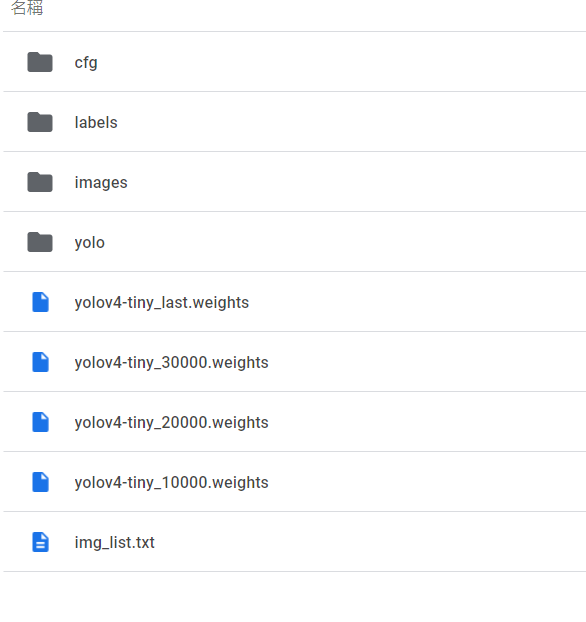 名稱
cfg
labels
images
yolo
yolov4-tiny_last.weights
yolov4-tiny_30000.weights
yolov4-tiny_20000.weights
yolov4-tiny_10000.weights
img_list.txt